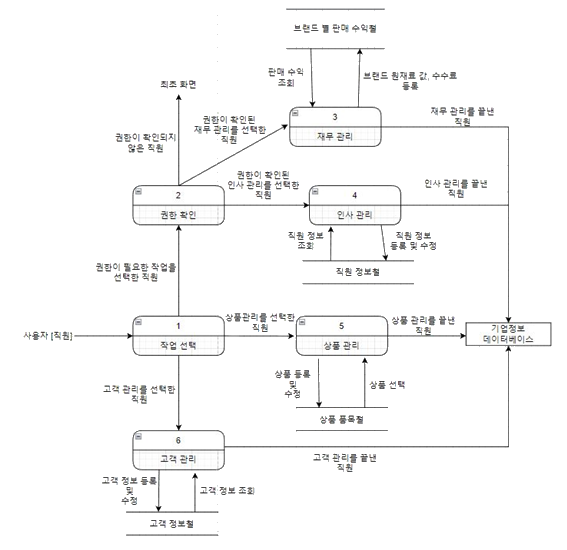 브랜드 별 판매 수익철
판매 수익
조회
브랜드 원재료 값, 수수료
등록
최초 화면
권한이 확인되지
않은 직원
권한이 확인된
재무 관리를 선택한
직원
3
재무 관리
재무 관리를 끝낸
직원
권한이 확인된
인사 관리를 선택한
직원
2
권한 확인
4
인사 관리
인사 관리를 끝낸
직원
직원 정보
조회
직원 정보
등록 및 수정
직원 정보철
권한이 필요한 작업을
선택한 직원
사용자 [직원]
1
작업 선택
상품관리를 선택한
직원
5
상품 관리
상품 관리를 끝낸
직원
기업정보
데이터베이스
상품 등록
및
수정
상품 선택
상품 품목철
고객 관리를 선택한
직원
6
고객 관리
고객 관리를 끝낸
직원
고객 정보 등록
및
수정
고객 정보 조회
고객 정보철